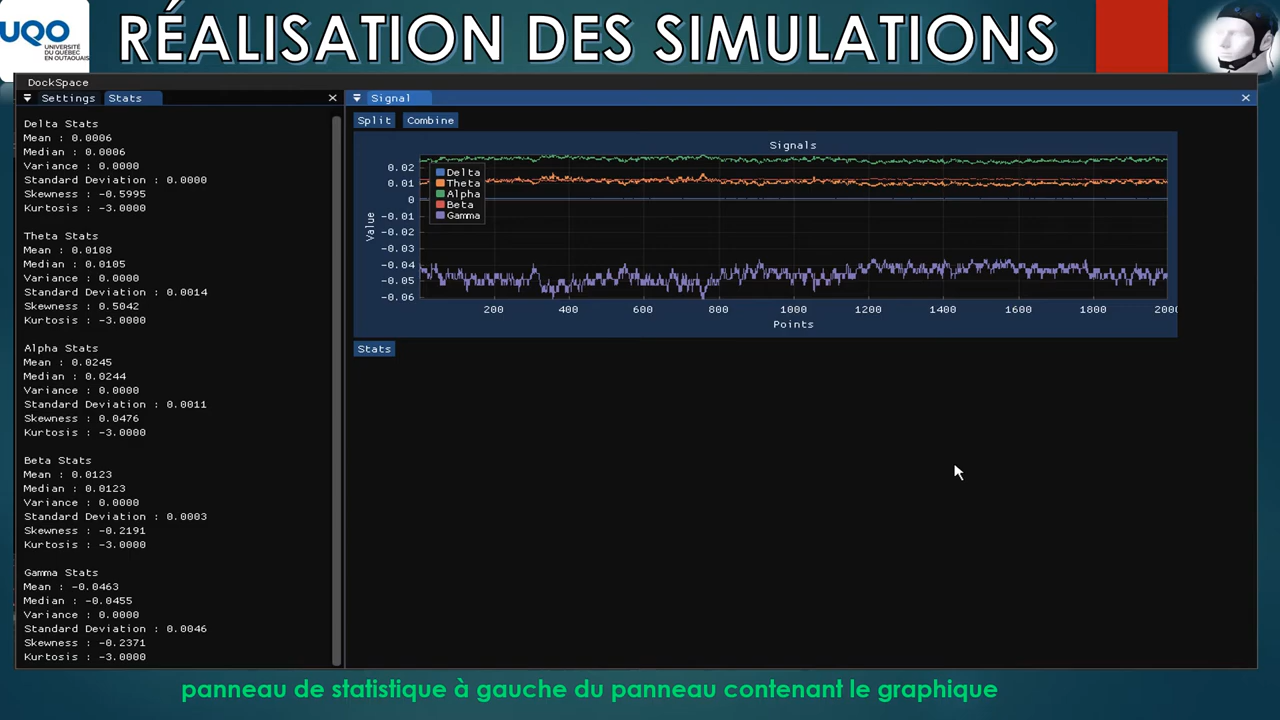 UQO
UNIVERSITÉ
DU QUÉBEC
EN OUTAOUAIS
RÉALISATION DES SIMULATIONS
DockSpace
Settings Stats
Delta Stats
Mean : 0.0006
Median : 0.0006
Variance : 0.0000
Standard Deviation : 0.0000
Skewness : -0.5995
Kurtosis : -3.0000
Theta Stats
Mean : 0.0108
Median : 0.0105
Variance : 0.0000
Standard Deviation : 0.0014
Skewness : 0.5042
Kurtosis : -3.0000
Alpha Stats
Mean : 0.0245
Median : 0.0244
Variance : 0.0000
Standard Deviation : 0.0011
Skewness : 0.0476
Kurtosis : -3.0000
Beta Stats
Mean : 0.0123
Median : 0.0123
Variance : 0.0000
Standard Deviation : 0.0003
Skewness : -0.2191
Kurtosis : -3.0000
Gamma Stats
Mean : -0.0463
Median : -0.0455
Variance : 0.0000
Standard Deviation : 0.0046
Skewness : -0.2371
Kurtosis : -3.0000
Signal
Split Combine
Signals
0.02
0.01
0
-0.01
-0.02
-0.03
-0.04
-0.05
-0.06
Value
Delta
Theta
Alpha
Beta
Gamma
200 400 600 800 1000 1200 1400 1600 1800 2000
Points
Stats
panneau de statistique à gauche du panneau contenant le graphique